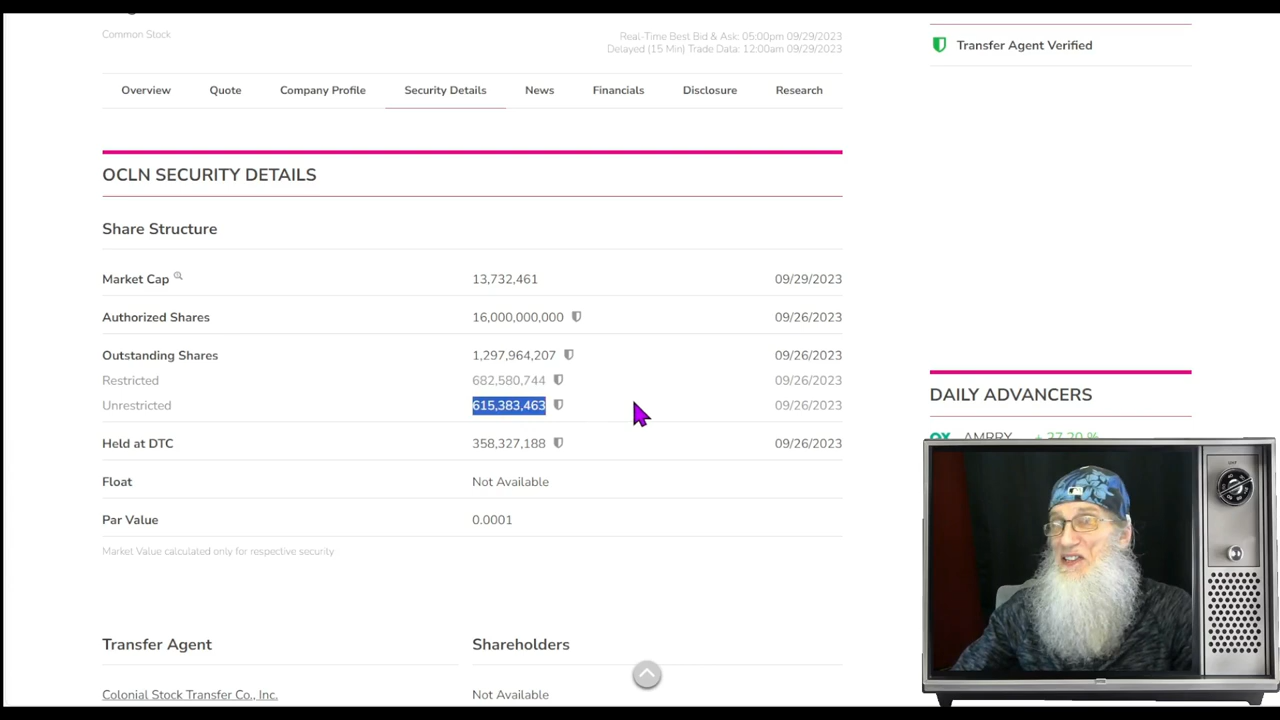 Common Stock
Real-Time Best Bid & Ask: 05:00pm 09/29/2023
Delayed (15 Min) Trade Data: 12:00am 09/29/2023
Transfer Agent Verified
Overview Quote Company Profile Security Details News Financials Disclosure Research
OCLN SECURITY DETAILS
Share Structure
Market Cap 13,732,461 09/29/2023
Authorized Shares 16,000,000,000 09/26/2023
Outstanding Shares 1,297,964,207 09/26/2023
Restricted 682,580,744 09/26/2023
Unrestricted 615,383,463 09/26/2023
Held at DTC 358,327,188 09/26/2023
Float Not Available
Par Value 0.0001
Market Value calculated only for respective security
DAILY ADVANCERS
QX AMRRY + 37.20 %
Transfer Agent Shareholders
Colonial Stock Transfer Co., Inc. Not Available